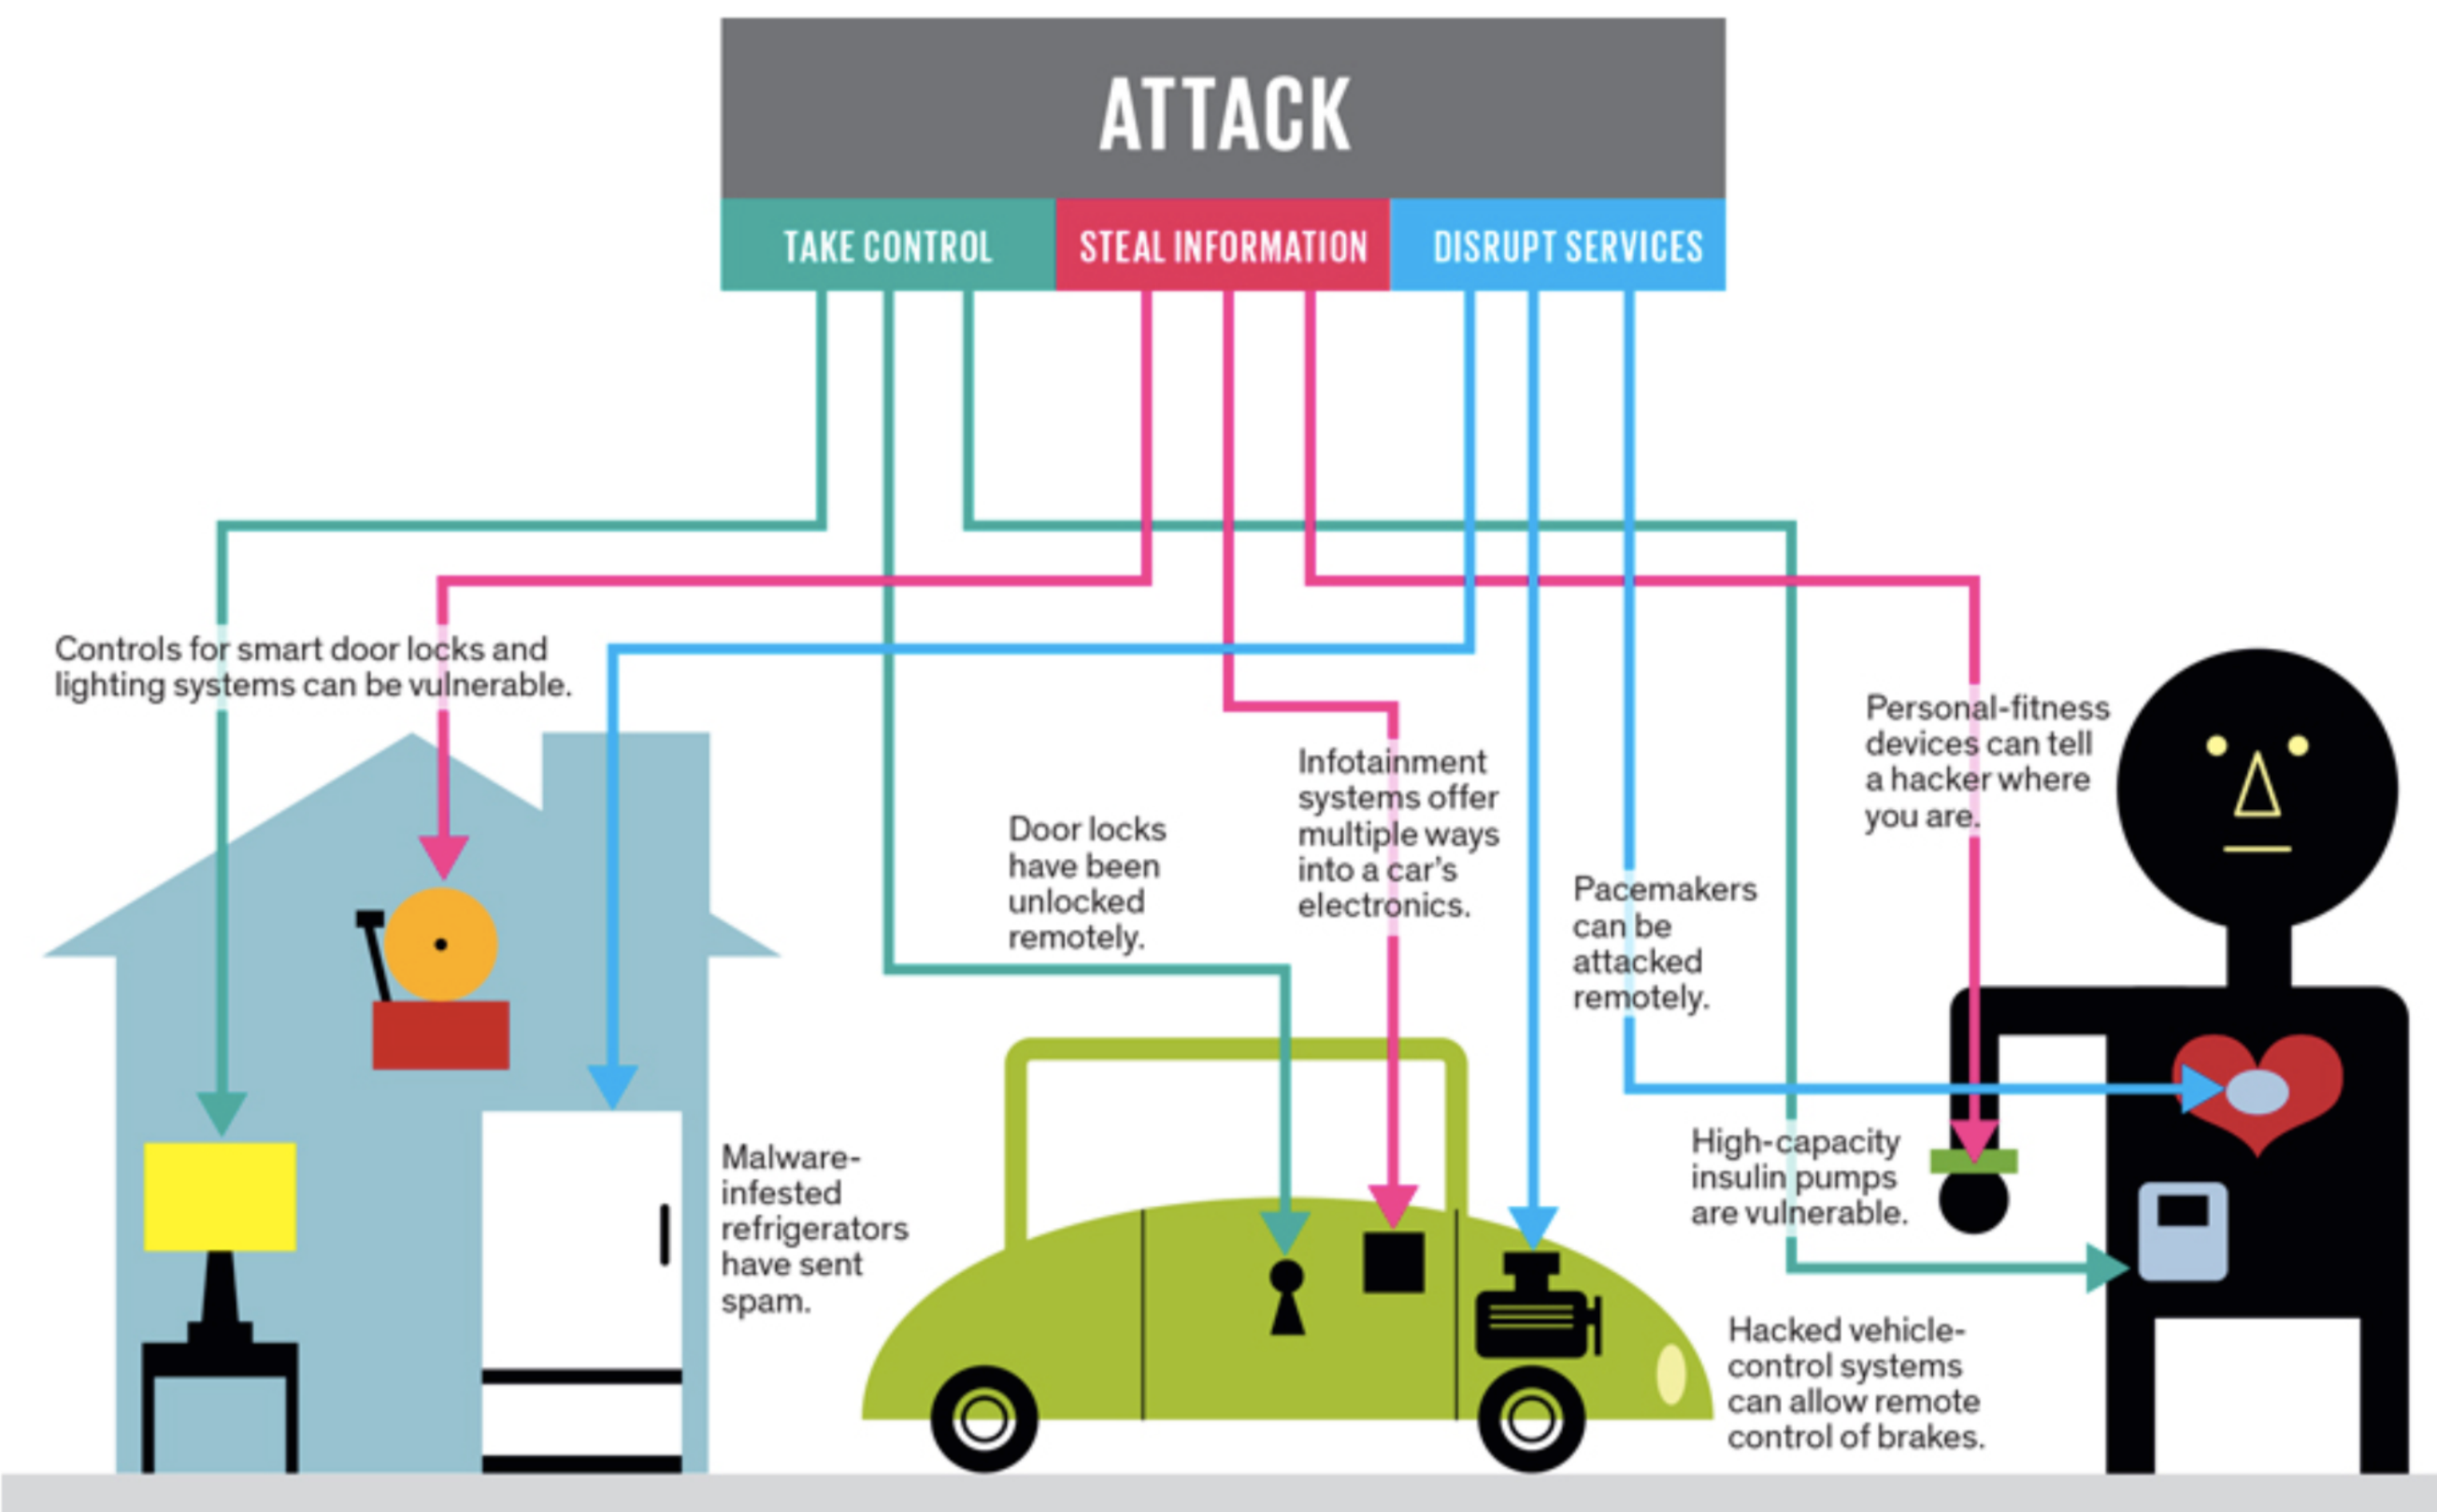 ATTACK
TAKE CONTROL
STEAL INFORMATION
DISRUPT SERVICES
Controls for smart door locks and
lighting systems can be vulnerable.
Malware-
infested
refrigerators
have sent
spam.
Door locks
have been
unlocked
remotely.
Infotainment
systems offer
multiple ways
into a car's
electronics.
Pacemakers
can be
attacked
remotely.
Personal-fitness
devices can tell
a hacker where
you are.
High-capacity
insulin pumps
are vulnerable.
Hacked vehicle-
control systems
can allow remote
control of brakes.